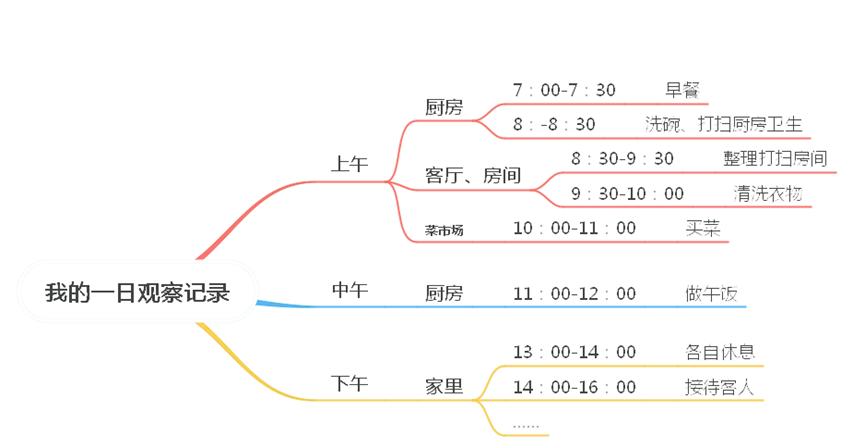 我的一日观察记录
上午
厨房
7：00-7：30 早餐
8：-8：30 洗碗、打扫厨房卫生
客厅、房间
8：30-9：30 整理打扫房间
9：30-10：00 清洗衣物
菜市场
10：00-11：00 买菜
中午
厨房
11：00-12：00 做午饭
下午
家里
13：00-14：00 各自休息
14：00-16：00 接待客人
......